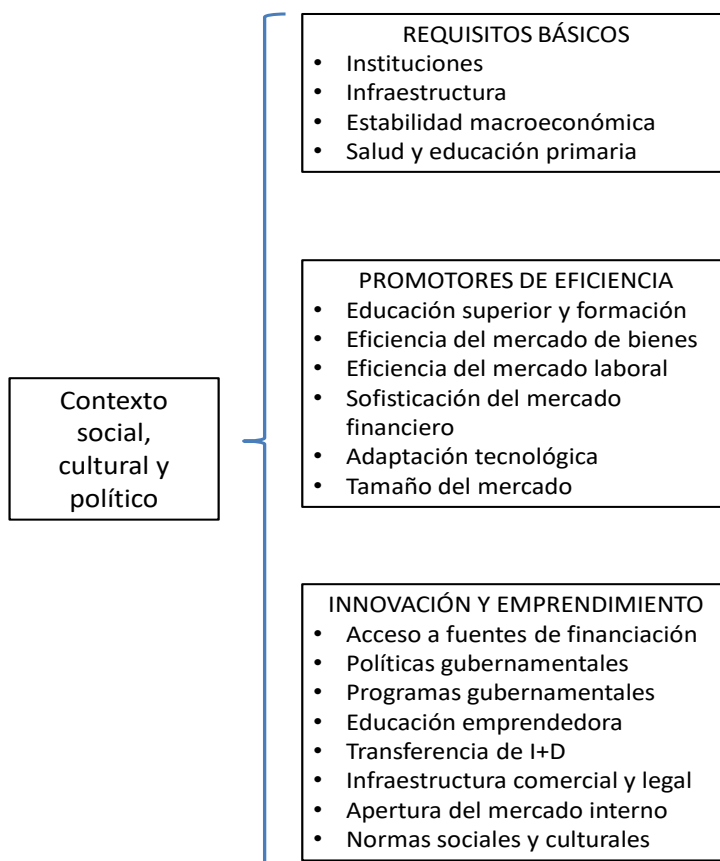 Contexto
social,
cultural y
político
REQUISITOS BÁSICOS
• Instituciones
• Infraestructura
• Estabilidad macroeconómica
• Salud y educación primaria
PROMOTORES DE EFICIENCIA
• Educación superior y formación
• Eficiencia del mercado de bienes
• Eficiencia del mercado laboral
• Sofisticación del mercado
financiero
• Adaptación tecnológica
• Tamaño del mercado
INNOVACIÓN Y EMPRENDIMIENTO
• Acceso a fuentes de financiación
• Políticas gubernamentales
• Programas gubernamentales
• Educación emprendedora
• Transferencia de I+D
• Infraestructura comercial y legal
• Apertura del mercado interno
• Normas sociales y culturales